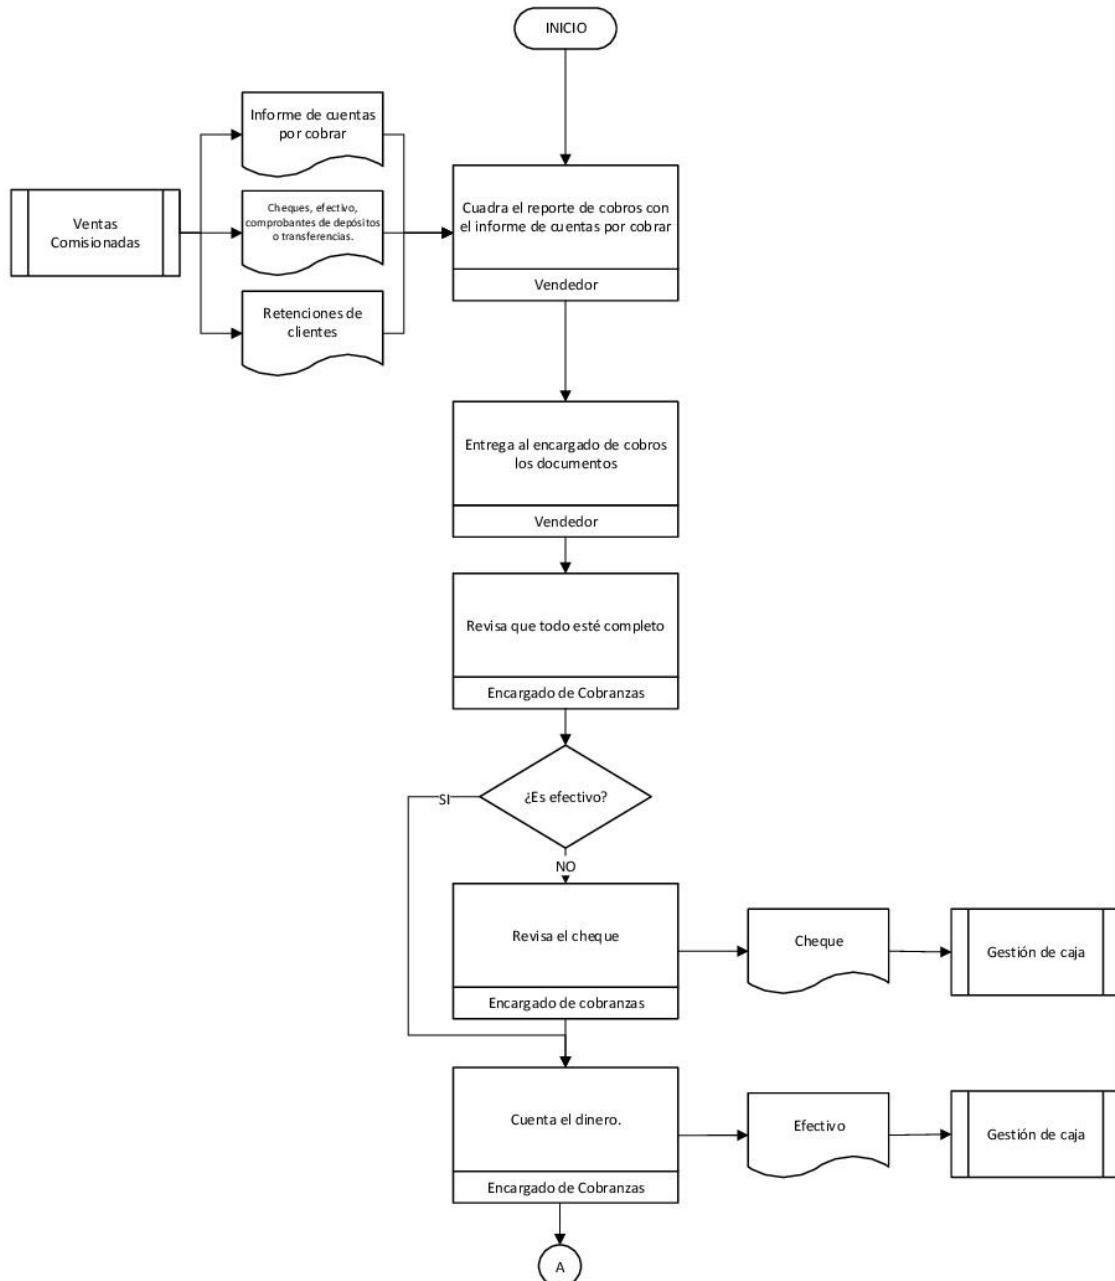 INICIO
Informe de cuentas
por cobrar
Ventas
Comisionadas
Cheques, efectivo,
comprobantes de depósitos
o transferencias.
Retenciones de
clientes
Cuadra el reporte de cobros con
el informe de cuentas por cobrar
Vendedor
Entrega al encargado de cobros
los documentos
Vendedor
Revisa que todo esté completo
Encargado de Cobranzas
¿Es efectivo?
SI
NO
Revisa el cheque
Encargado de cobranzas
Cheque
Gestión de caja
Cuenta el dinero.
Encargado de Cobranzas
Efectivo
Gestión de caja
A